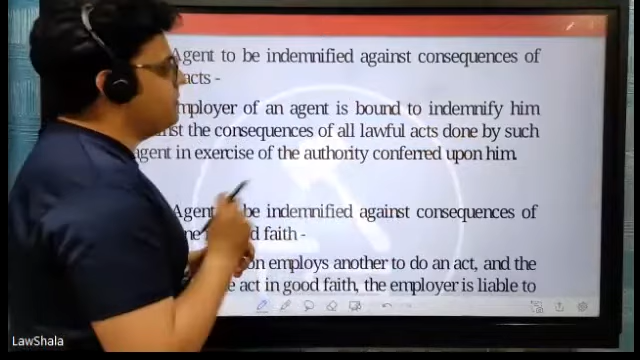 Agent to be indemnified against consequences of
acts -
employer of an agent is bound to indemnify him
the consequences of all lawful acts done by such
agent in exercise of the authority conferred upon him.
Agent be indemnified against consequences of
faith -
employs another to do an act, and the
act in good faith, the employer is liable to
LawShala